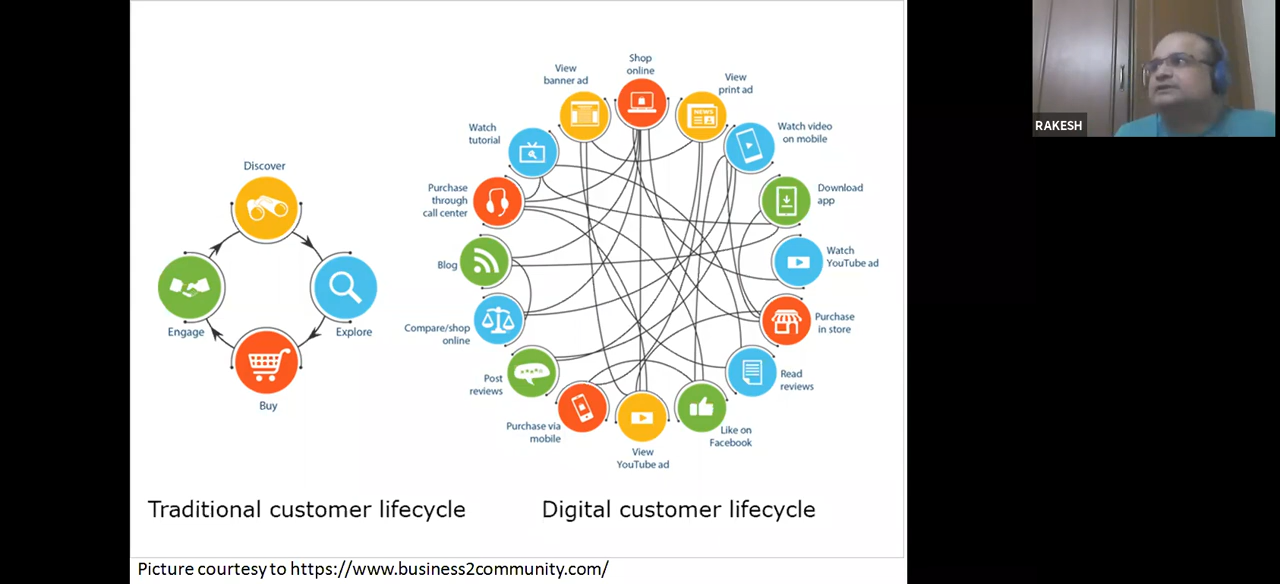 Discover
Explore
Buy
Engage
Traditional customer lifecycle
Shop
online
View
print ad
NEWS
Watch video
on mobile
Download
app
Watch
YouTube ad
Purchase
in store
Read
reviews
Like on
Facebook
View
YouTube ad
Purchase via
mobile
Post
reviews
Compare/shop
online
Blog
Purchase
through
call center
Watch
tutorial
View
banner ad
Digital customer lifecycle
Picture courtesy to https://www.business2community.com/
RAKESH